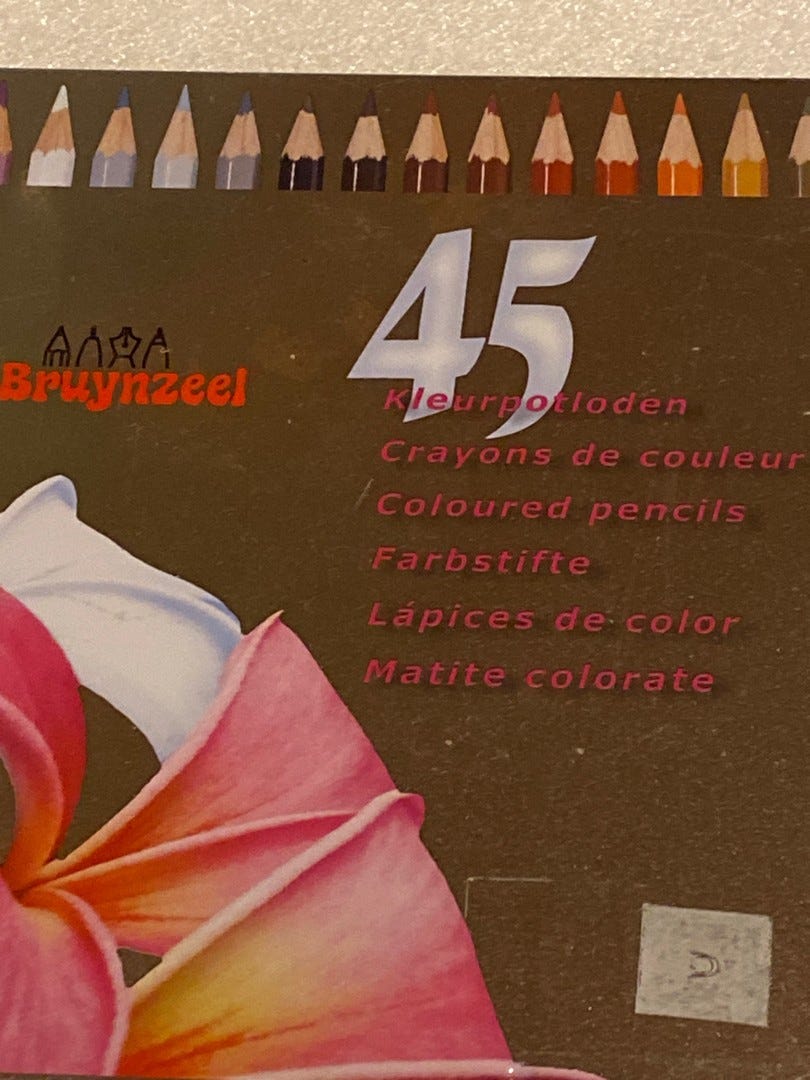 45
Bruynzeel
Kleurpotloden
Crayons de couleur
Coloured pencils
Farbstifte
Lápices de color
Matite colorate